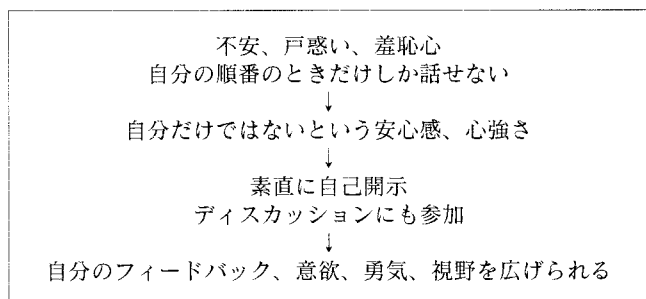 不安、戸惑い、羞恥心
自分の順番のときだけしか話せない
↓
自分だけではないという安心感、心強さ
↓
素直に自己開示
ディスカッションにも参加
↓
自分のフィードバック、意欲、勇気、視野を広げられる